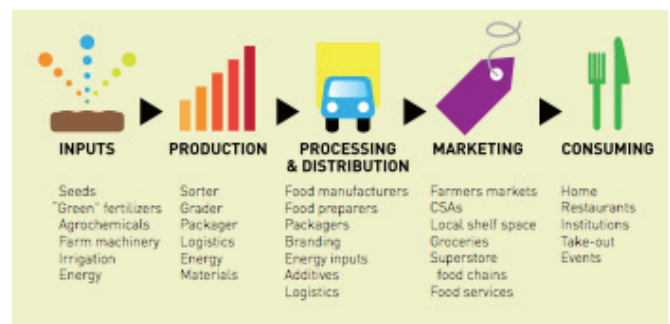 INPUTS
Seeds
"Green" fertilizers
Agrochemicals
Farm machinery
Irrigation
Energy
PRODUCTION
Sorter
Grader
Packager
Logistics
Energy
Materials
PROCESSING
& DISTRIBUTION
Food manufacturers
Food preparers
Packagers
Branding
Energy inputs
Additives
Logistics
MARKETING
Farmers markets
CSAs
Local shelf space
Groceries
Superstore
food chains
Food services
CONSUMING
Home
Restaurants
Institutions
Take-out
Events